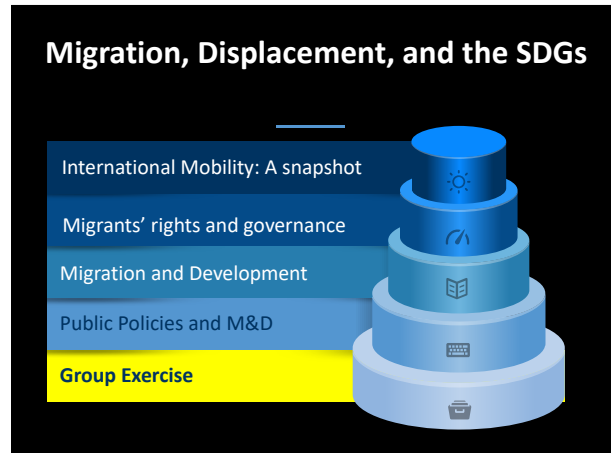 Migration, Displacement, and the SDGs
International Mobility: A snapshot
Migrants’ rights and governance
Migration and Development
Public Policies and M&D
Group Exercise